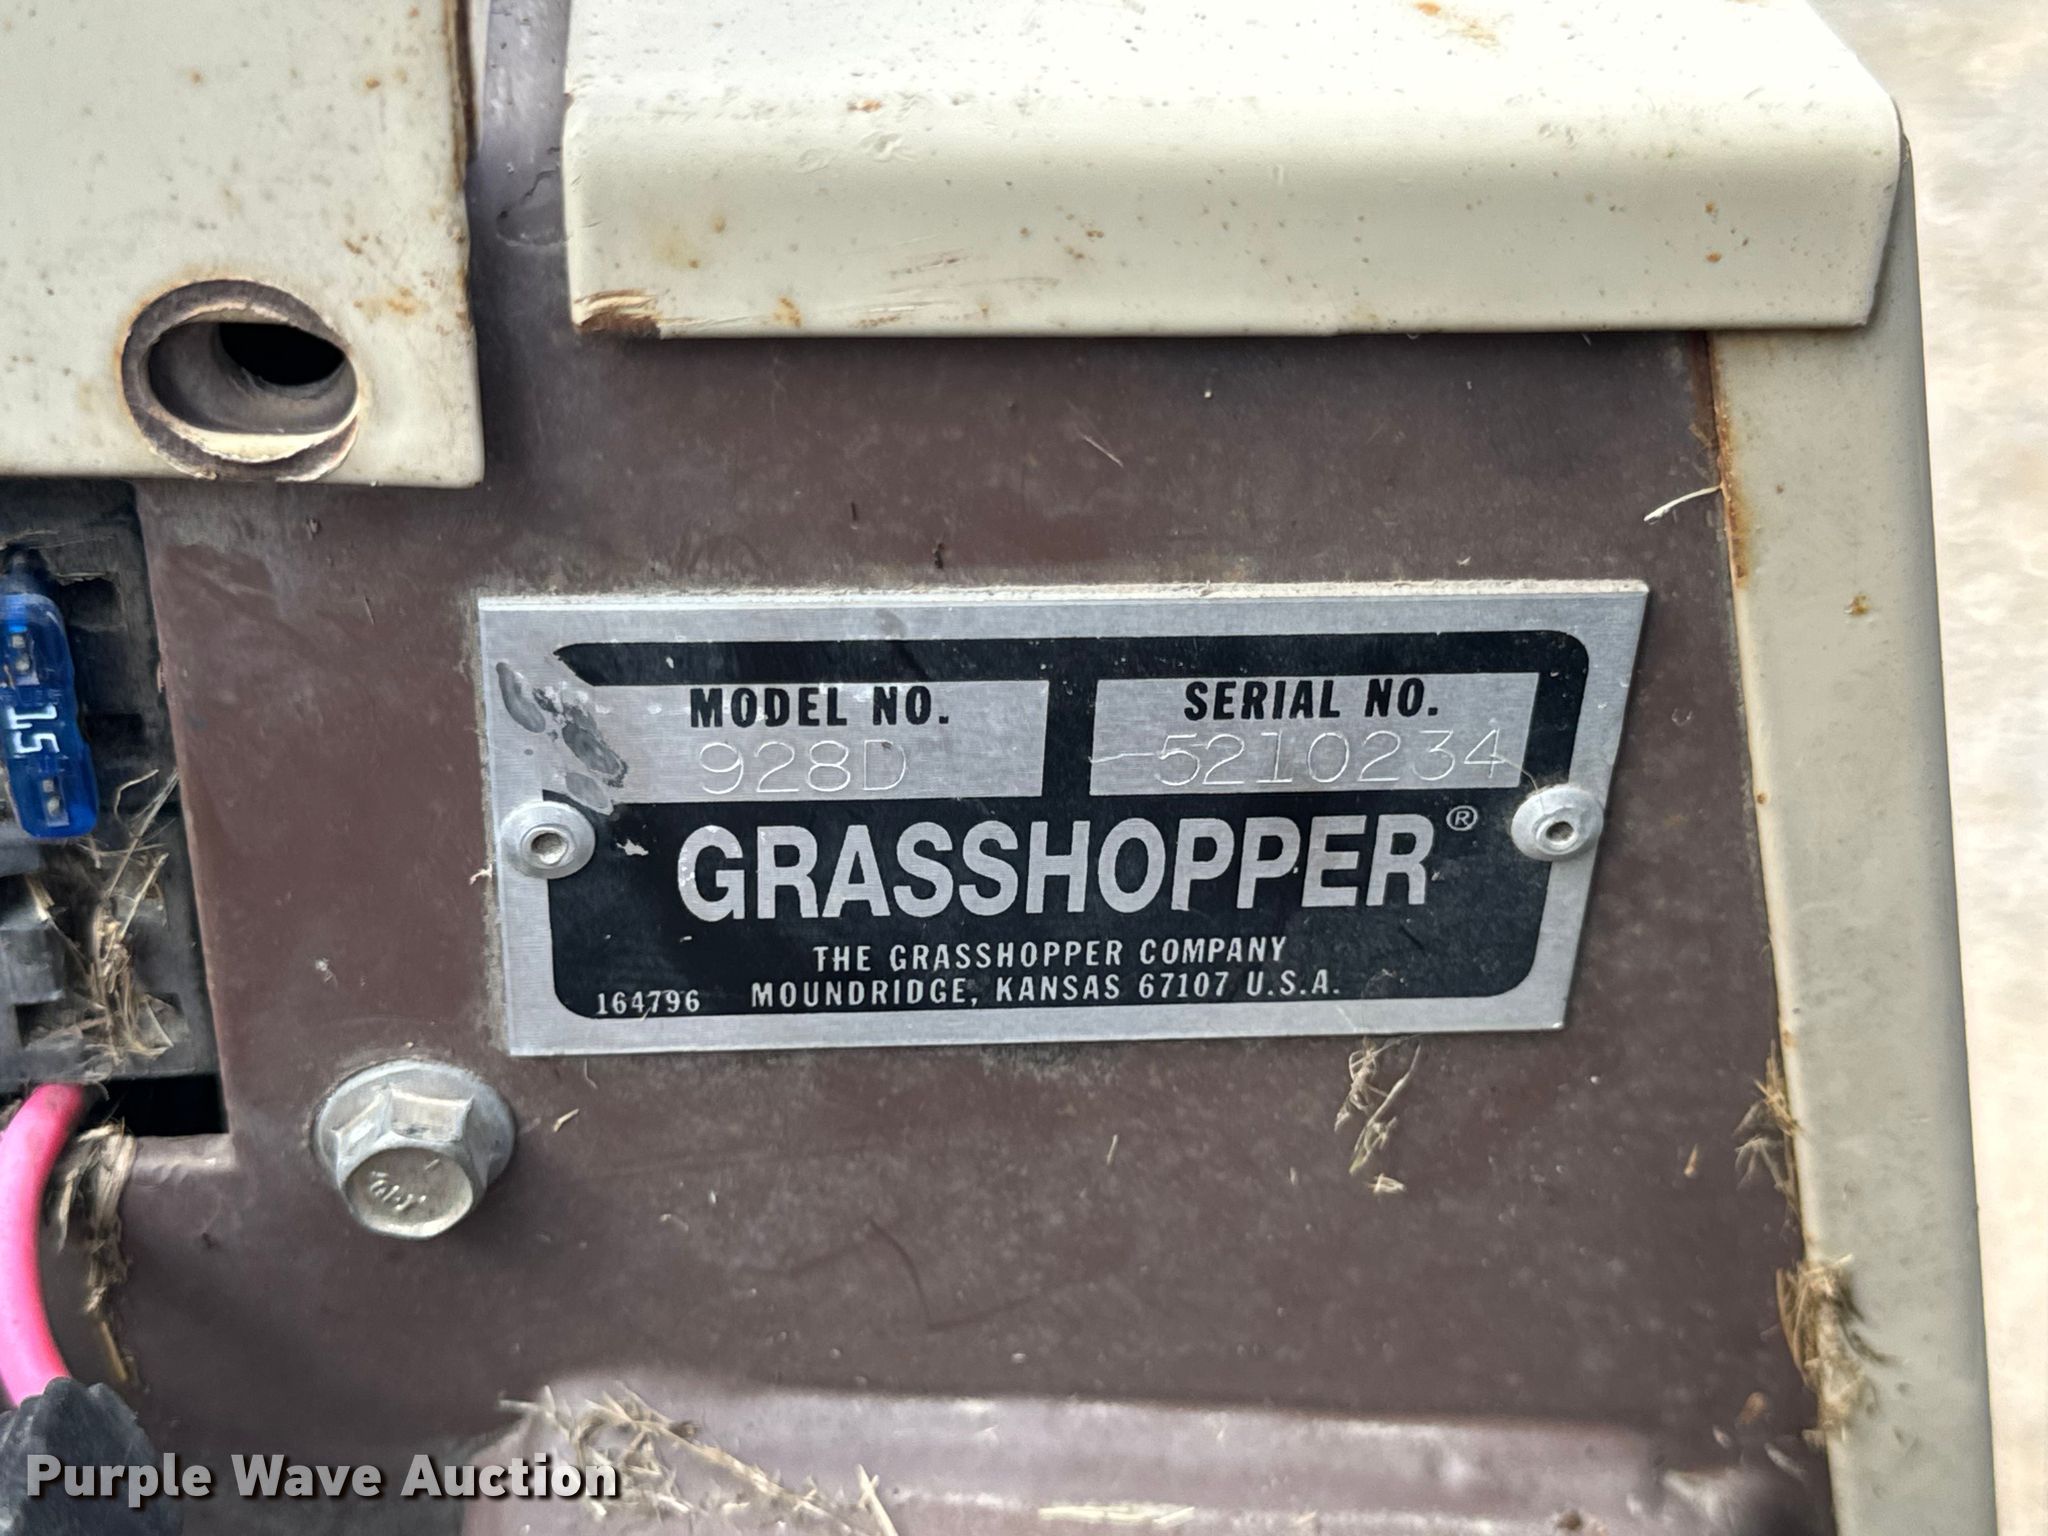 MODEL NO.
928D
SERIAL NO.
5210234
GRASSHOPPER®
THE GRASSHOPPER COMPANY
MOUNDRIDGE, KANSAS 67107 U.S.A.
164796
15
Purple Wave Auction